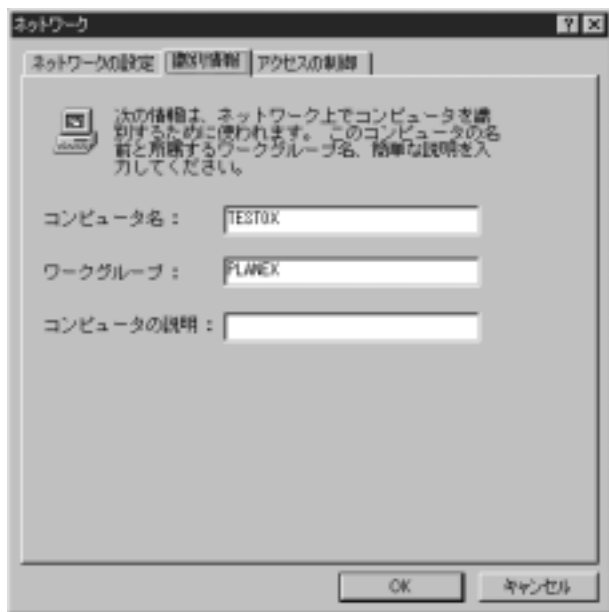 ネットワーク
ネットワークの設定 識別情報 アクセスの制御
次の情報は、ネットワーク上でコンピュータを識
別するために使われます。 このコンピュータの名
前と所属するワークグループ名、簡単な説明を入
力してください。
コンピュータ名：
TESTOX
ワークグループ：
PLANEX
コンピュータの説明：
OK キャンセル